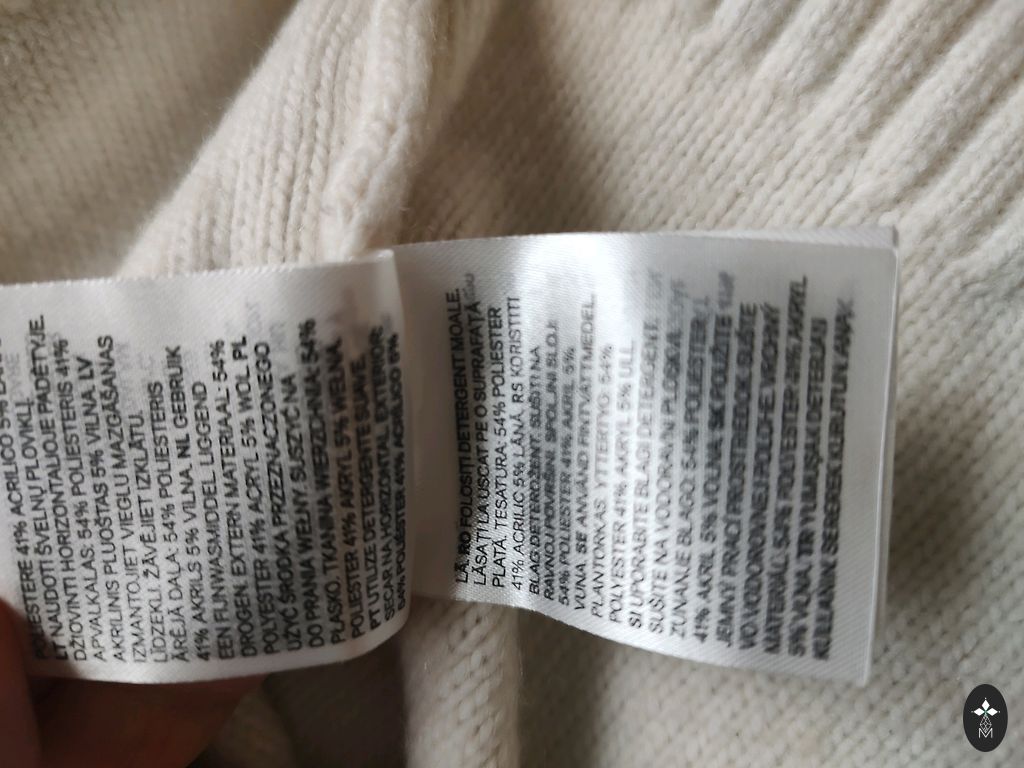 POLIESTERE 41% ACRILICO 5% LANA
LT NAUDOTI ŠVELNŲ PLOVIKLĮ.
DŽIOVINTI HORIZONTALIOJE PADĖTYJE.
APVALKALAS: 54% POLIESTERIS 41%
AKRILINIS PLUOŠTAS 5% VILNA. LV
IZMANTOJIET VIEGLU MAZGĀŠANAS
LĪDZEKLI. ŽĀVĒJIET IZKLĀTU.
ĀRĒJĀ DAĻA: 54% POLIESTERIS
41% AKRILS 5% VILNA. NL GEBRUIK
EEN FIJNWASMIDDEL. LIGGEND
DROGEN. EXTERN MATERIAAL: 54%
POLYESTER 41% ACRYL 5% WOL. PL
UŻYĆ ŚRODKA PRZEZNACZONEGO
DO PRANIA WEŁNY. SUSZYĆ NA
PŁASKO. TKANINA WIERZCHNIA: 54%
POLIESTER 41% AKRYL 5% WEŁNA.
PT UTILIZE DETERGENTE SUAVE.
SECAR NA HORIZONTAL. EXTERIOR:
54% POLIÉSTER 41% ACRÍLICO 5%
LÃ. RO FOLOSIȚI DETERGENT MOALE.
LĂSAȚI LA USCAT PE O SUPRAFAȚĂ
PLATĂ. ȚESĂTURĂ: 54% POLIESTER
41% ACRILIC 5% LÂNĂ. RS KORISTITI
BLAG DETERDŽENT. SUŠITI NA
RAVNOJ POVRŠINI. SPOLJNI SLOJ:
54% POLIESTER 41% AKRIL 5%
VUNA. SE ANVÄND FINTVÄTTMEDEL.
PLANTORKAS. YTTERTYG: 54%
POLYESTER 41% AKRYL 5% ULL.
SI UPORABITE BLAGI DETERGENT.
SUŠITE NA VODORAVNI POVRŠINI.
ZUNANJE BLAGO: 54% POLIESTER
41% AKRIL 5% VOLNA. SK POUŽITE
JEMNÝ PRACÍ PROSTRIEDOK. SUŠTE
VO VODOROVNEJ POLOHE. VRCHNÝ
MATERIÁL: 54% POLYESTER 41% AKRYL
5% VLNA. TR YUMUŞAK DETERJAN
KULLANIN. SEREREK KURUTUN.